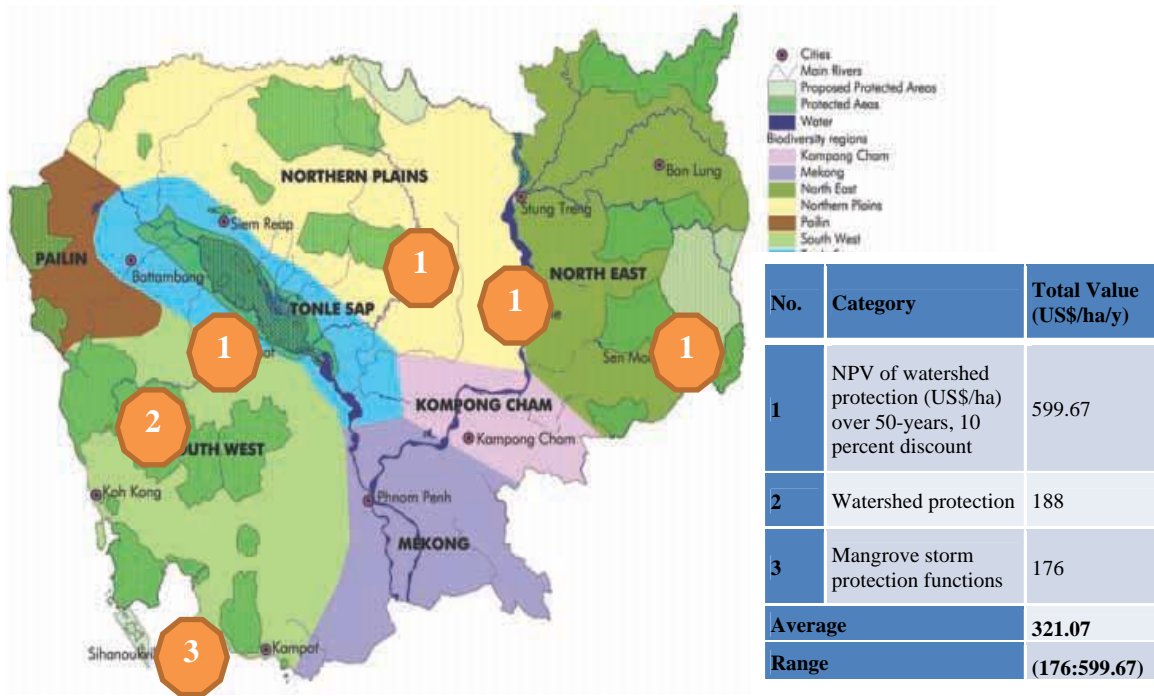 Cities
Main Rivers
Proposed Protected Areas
Protected Areas
Water
Biodiversity regions
Kampong Cham
Mekong
North East
Northern Plains
Pailin
South West
NORTHERN PLAINS
Ban Lung
Stung Treng
Siem Reap
PAILIN
Battambang
1
NORTH EAST
TONLE SAP
1
1
Sen
1
KOMPONG CHAM
2
Kampong Cham
OUTH WEST
Koh Kong
Phnom Penh
MEKONG
3
Kampot
No.
Category
Total Value
(US$/ha/y)
1
NPV of watershed
protection (US$/ha)
over 50-years, 10
percent discount
599.67
2
Watershed protection
188
3
Mangrove storm
protection functions
176
Average
321.07
Range
(176:599.67)